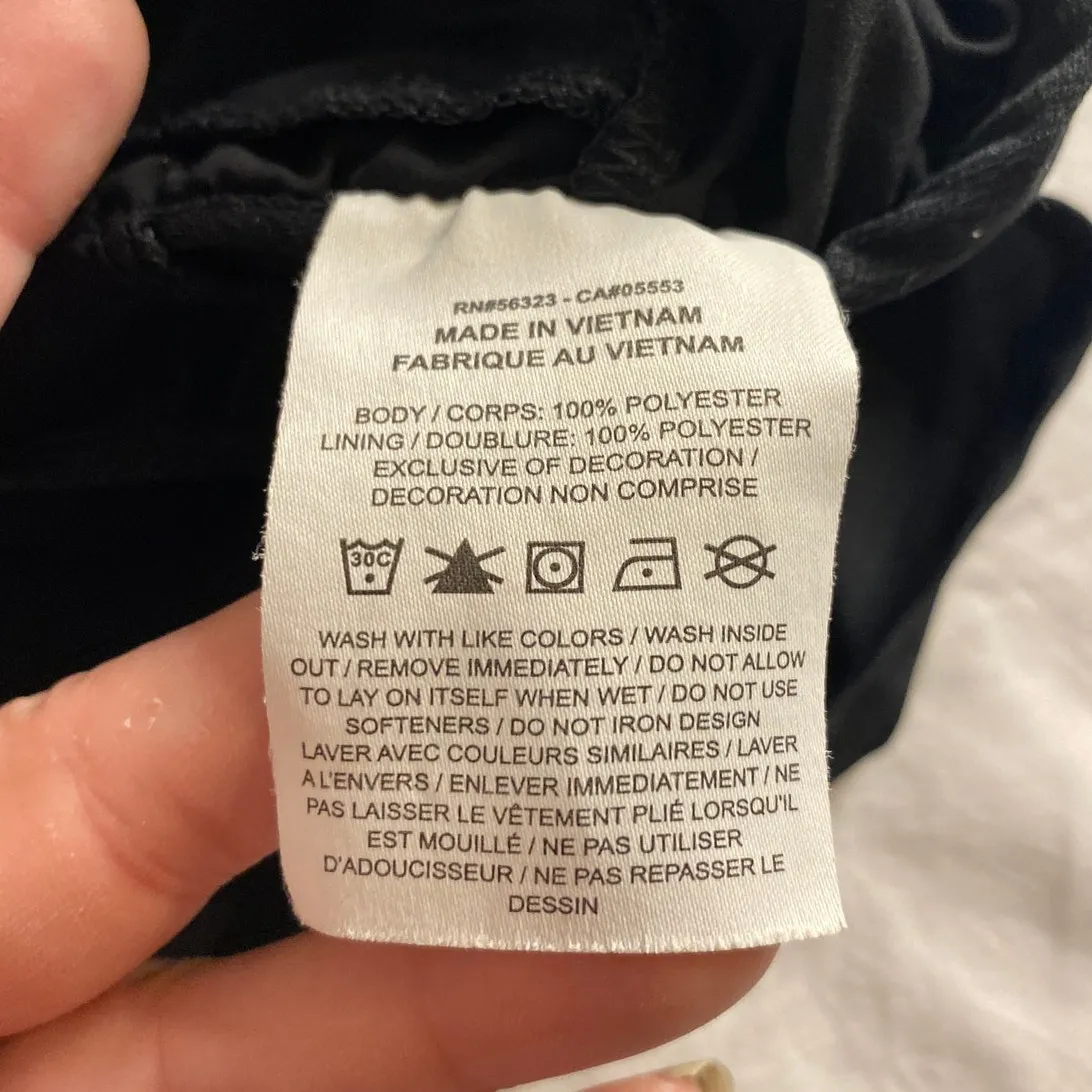 RN#56323 - CA#05553
MADE IN VIETNAM
FABRIQUE AU VIETNAM
BODY / CORPS: 100% POLYESTER
LINING / DOUBLURE: 100% POLYESTER
EXCLUSIVE OF DECORATION /
DECORATION NON COMPRISE
30C
WASH WITH LIKE COLORS / WASH INSIDE
OUT / REMOVE IMMEDIATELY / DO NOT ALLOW
TO LAY ON ITSELF WHEN WET / DO NOT USE
SOFTENERS / DO NOT IRON DESIGN
LAVER AVEC COULEURS SIMILAIRES / LAVER
A L'ENVERS / ENLEVER IMMEDIATEMENT / NE
PAS LAISSER LE VÊTEMENT PLIÉ LORSQU'IL
EST MOUILLÉ / NE PAS UTILISER
D'ADOUCISSEUR / NE PAS REPASSER LE
DESSIN